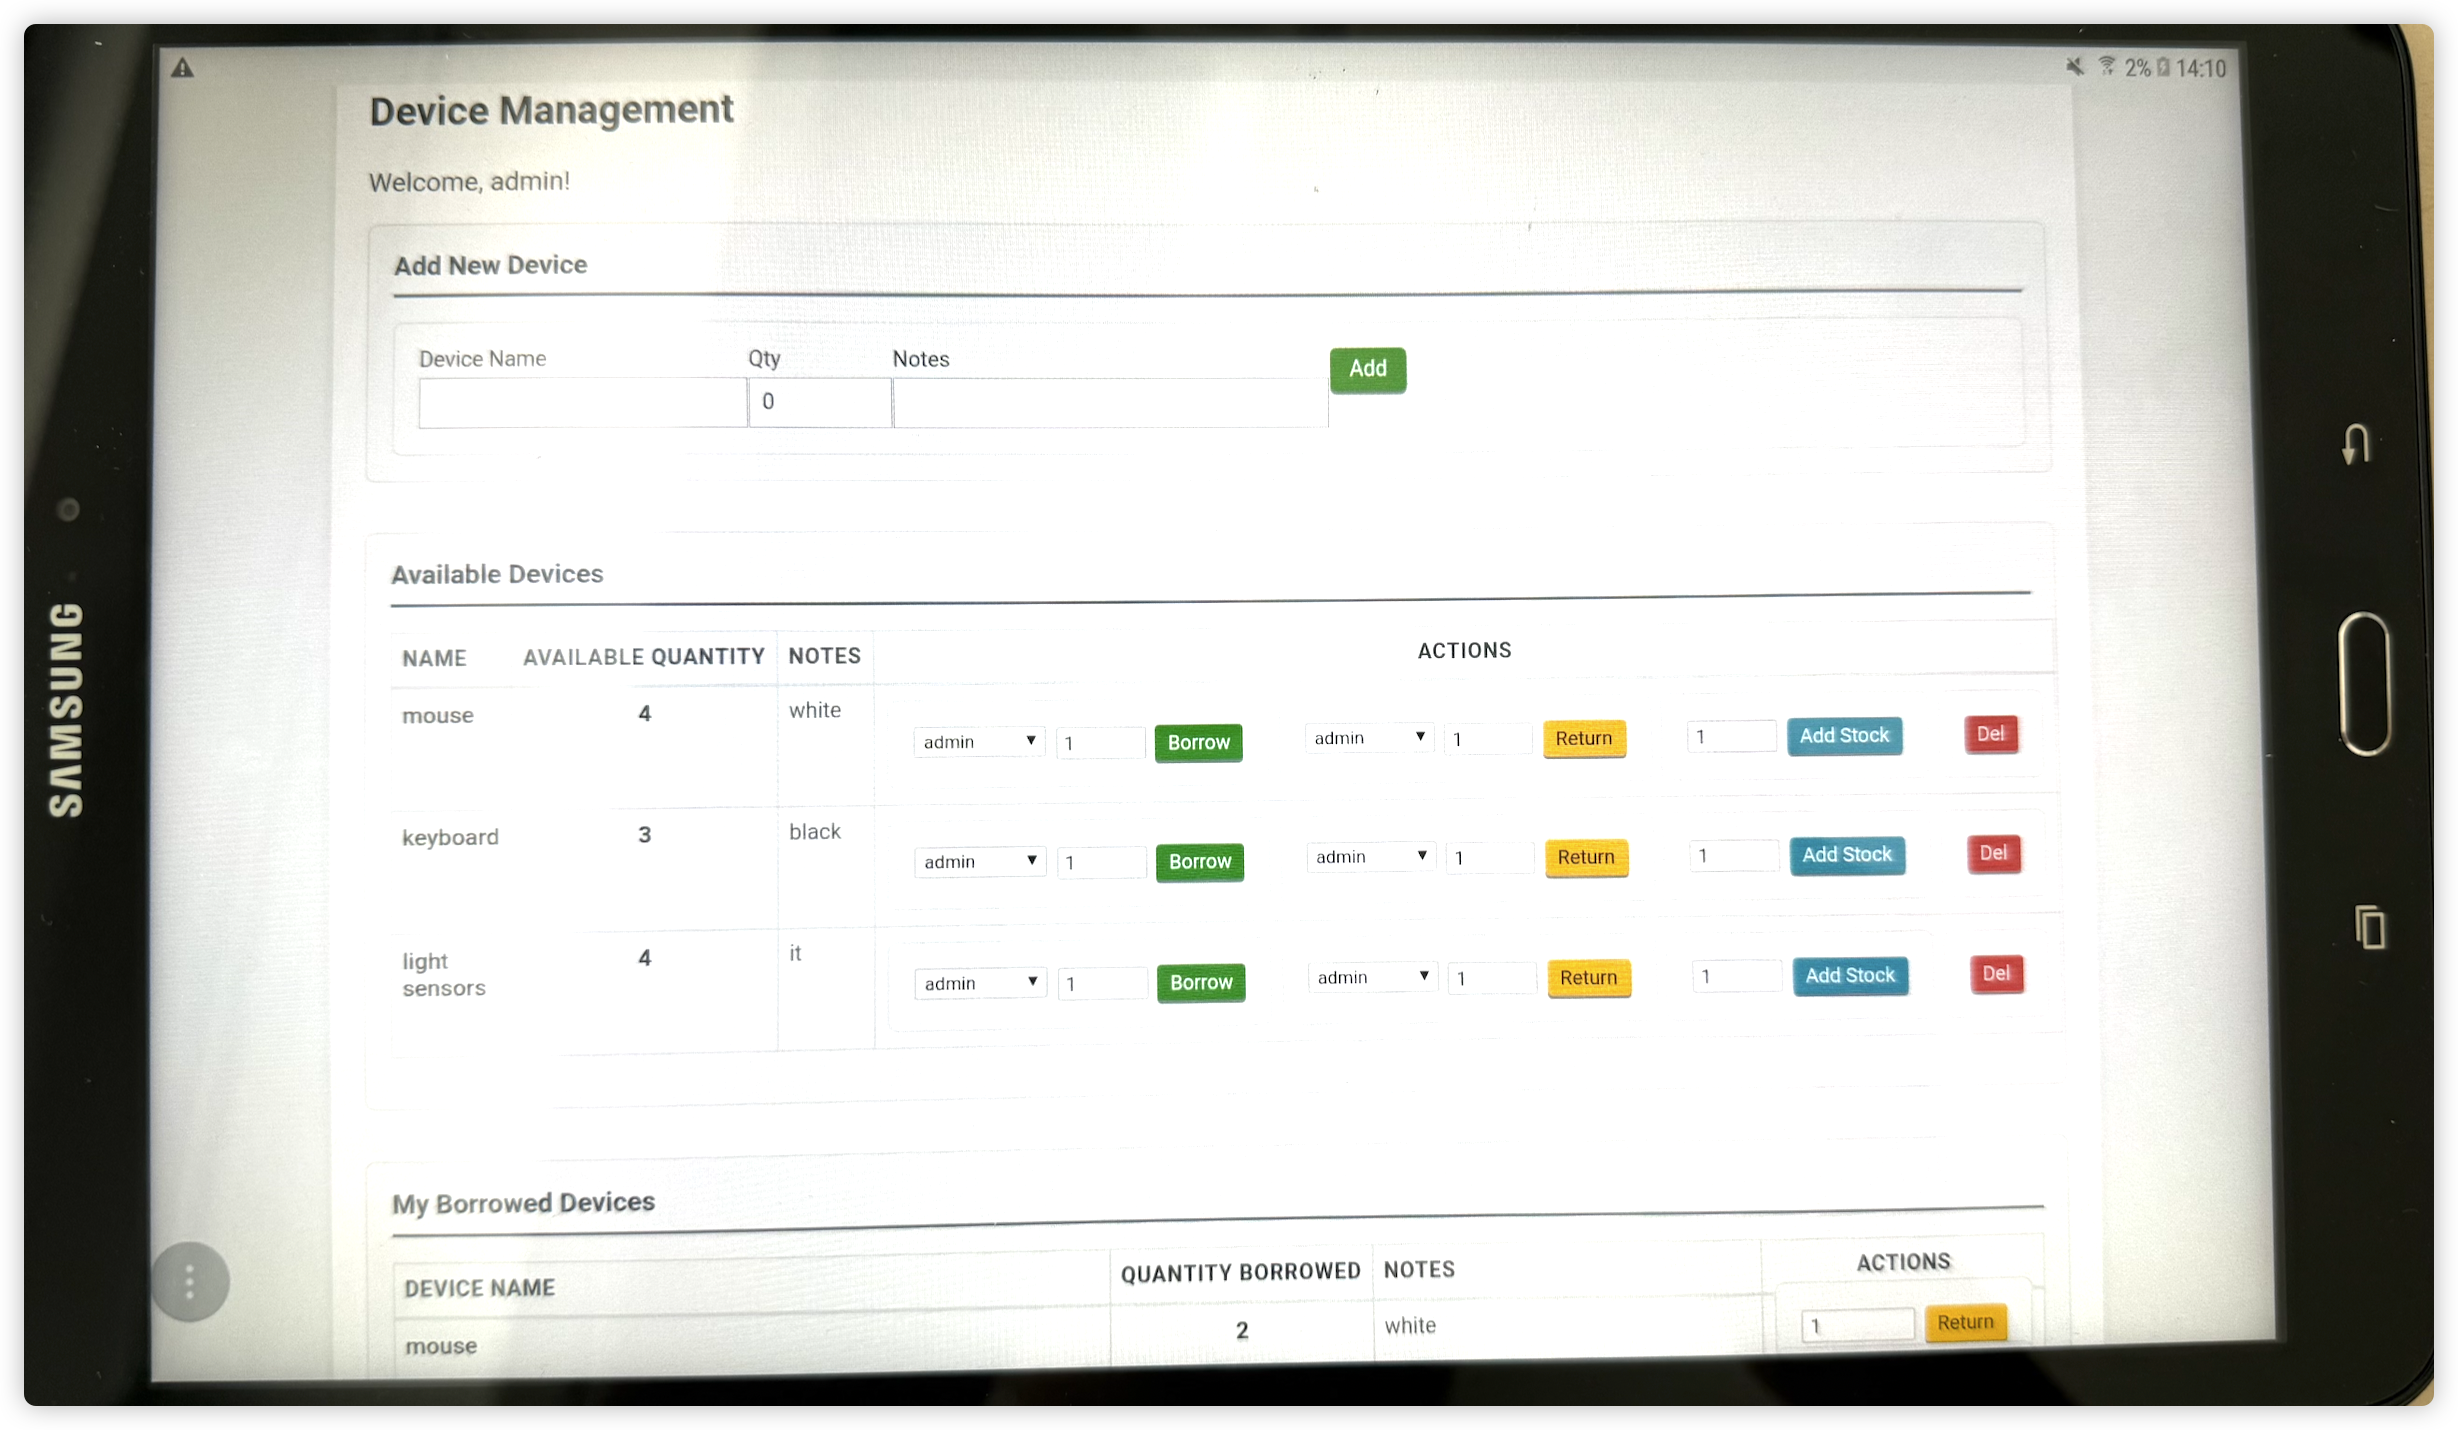 2% 14:10
Device Management
Welcome, admin!
Add New Device
Device Name Qty Notes Add
0
Available Devices
NAME AVAILABLE QUANTITY NOTES ACTIONS
mouse 4 white admin 1 Borrow admin 1 Return 1 Add Stock Del
keyboard 3 black admin 1 Borrow admin 1 Return 1 Add Stock Del
light sensors 4 it admin 1 Borrow admin 1 Return 1 Add Stock Del
My Borrowed Devices
DEVICE NAME QUANTITY BORROWED NOTES ACTIONS
mouse 2 white 1 Return
SAMSUNG